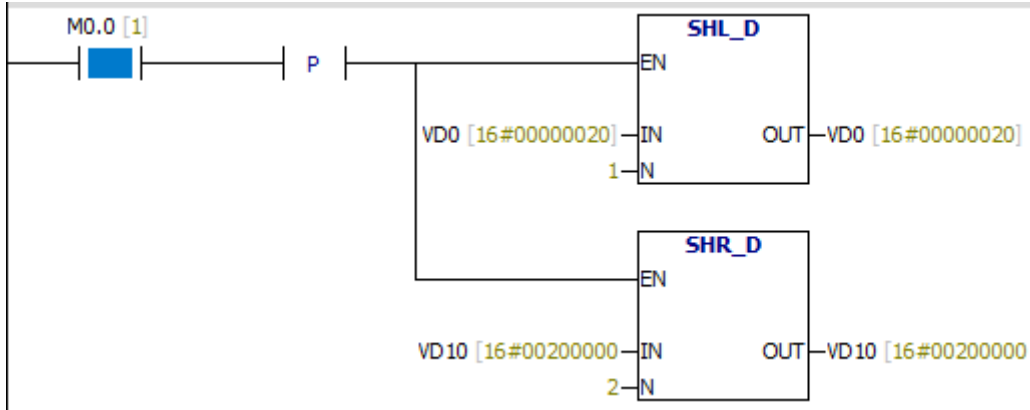 M0.0 [1]
P
SHL_D
EN
VD0 [16#00000020] IN OUT VD0 [16#00000020]
1 N
SHR_D
EN
VD10 [16#00200000 IN OUT VD10 [16#00200000
2 N